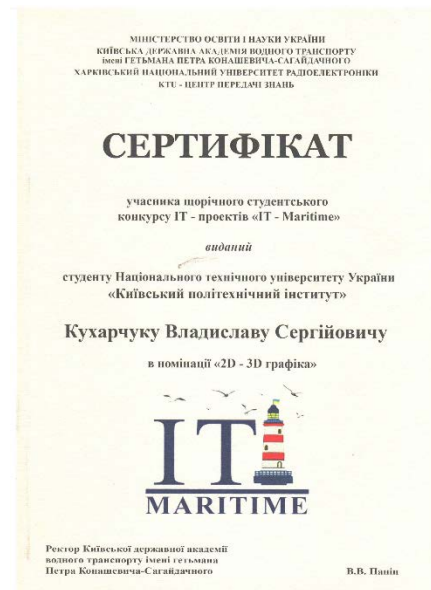 МІНІСТЕРСТВО ОСВІТИ І НАУКИ УКРАЇНИ
КИЇВСЬКА ДЕРЖАВНА АКАДЕМІЯ ВОДНОГО ТРАНСПОРТУ
імені ГЕТЬМАНА ПЕТРА КОНАШЕВИЧА-САГАЙДАЧНОГО
ХАРКІВСЬКИЙ НАЦІОНАЛЬНИЙ УНІВЕРСИТЕТ РАДІОЕЛЕКТРОНІКИ
KTU - ЦЕНТР ПЕРЕДАЧІ ЗНАНЬ
СЕРТИФІКАТ
учасника щорічного студентського
конкурсу IT - проектів «IT - Maritime»
виданий
студенту Національного технічного університету України
«Київський політехнічний інститут»
Кухарчуку Владиславу Сергійовичу
в номінації «2D - 3D графіка»
IT
MARITIME
Ректор Київської державної академії
водного транспорту імені гетьмана
Петра Конашевича-Сагайдачного
В.В. Панін